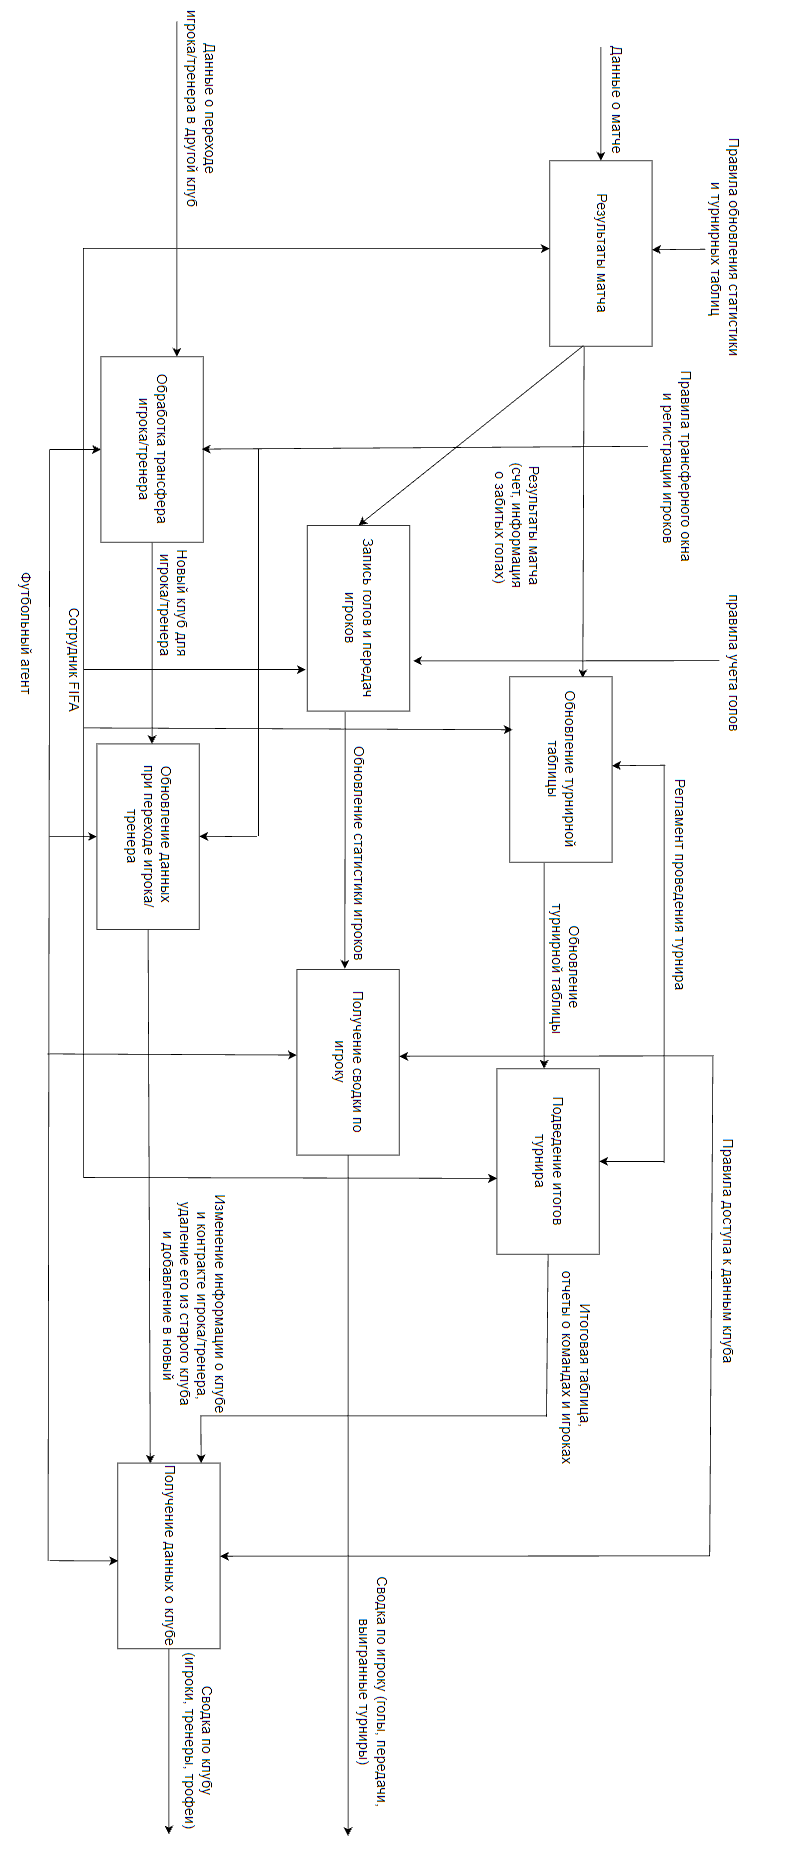 Данные о матче
Правила обновления статистики
и турнирных таблиц
Результаты матча
Данные о переходе
игрока/тренера в другой клуб
Правила трансферного окна
и регистрации игроков
Обработка трансфера
игрока/тренера
Результаты матча
(счет, информация
о забитых голах)
Новый клуб для
игрока/тренера
Запись голов и передач
игроков
правила учета голов
Обновление турнирной
таблицы
Регламент проведения турнира
Сотрудник FIFA
Футбольный агент
Обновление данных
при переходе игрока/
тренера
Обновление статистики игроков
Обновление
турнирной таблицы
Получение сводки по
игроку
Подведение итогов
турнира
Правила доступа к данным клуба
Изменение информации о клубе
и контракте игрока/тренера,
удаление его из старого клуба
и добавление в новый
Итоговая таблица,
отчеты о командах и игроках
Получение данных о клубе
Сводка по игроку (голы, передачи,
выигранные турниры)
Сводка по клубу
(игроки, тренеры, трофеи)